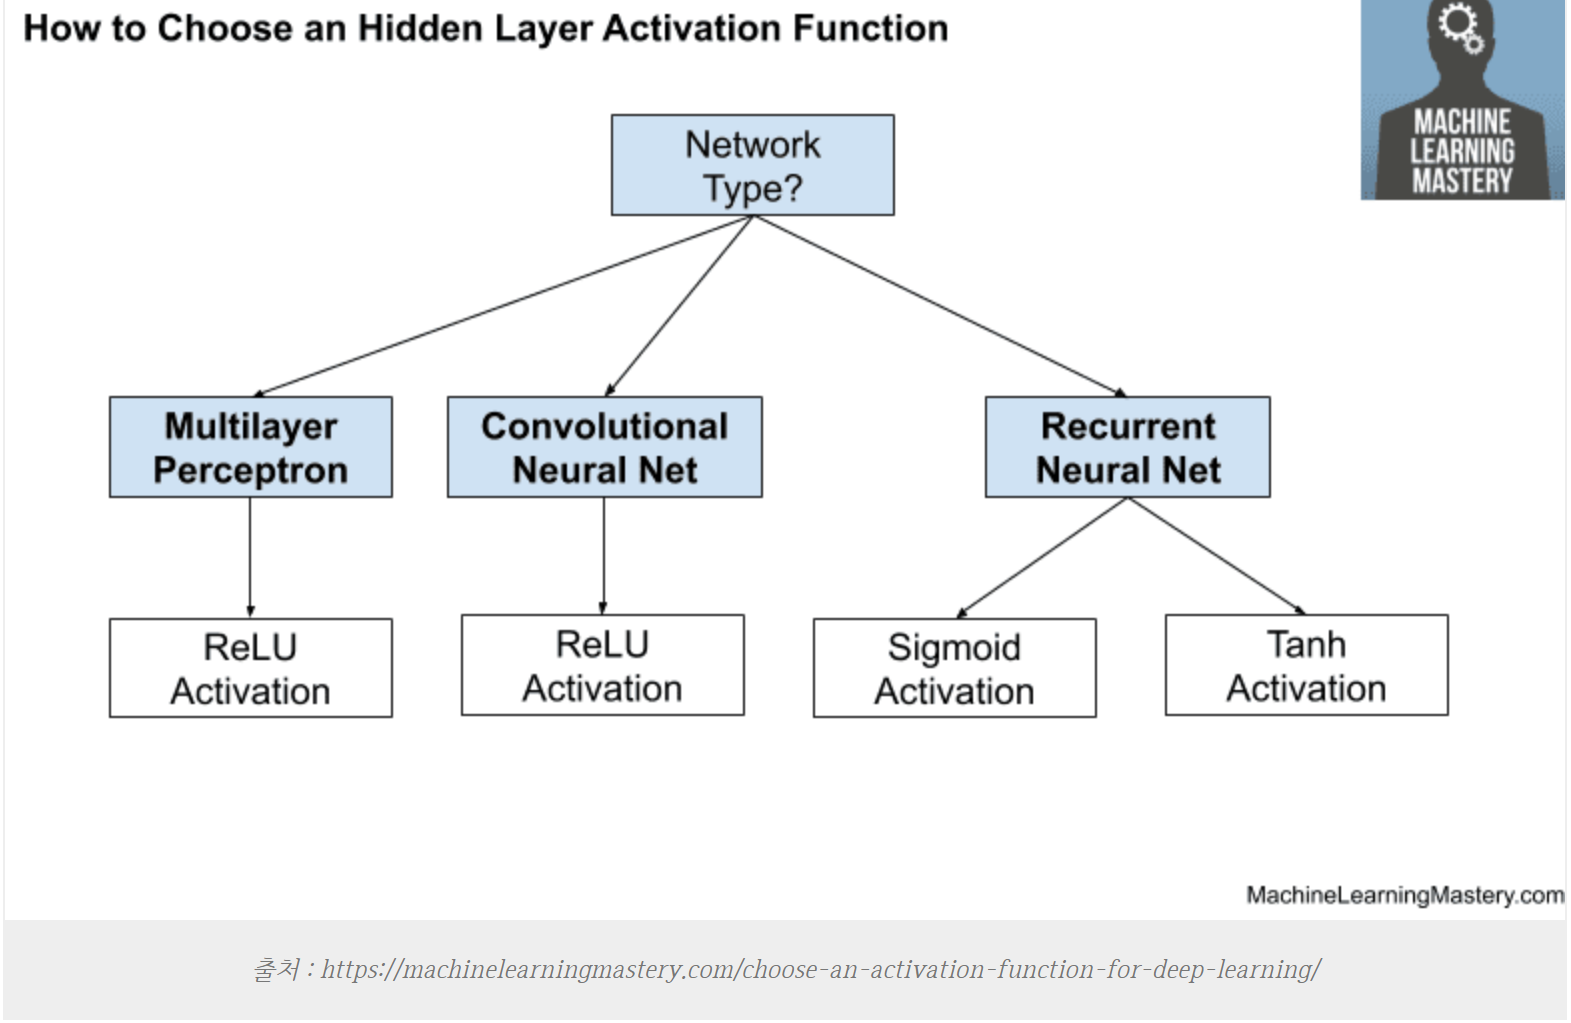 How to Choose an Hidden Layer Activation Function
MACHINE
LEARNING
MASTERY
Network
Type?
Multilayer
Perceptron
Convolutional
Neural Net
Recurrent
Neural Net
ReLU
Activation
ReLU
Activation
Sigmoid
Activation
Tanh
Activation
MachineLearningMastery.com
출처 : https://machinelearningmastery.com/choose-an-activation-function-for-deep-learning/